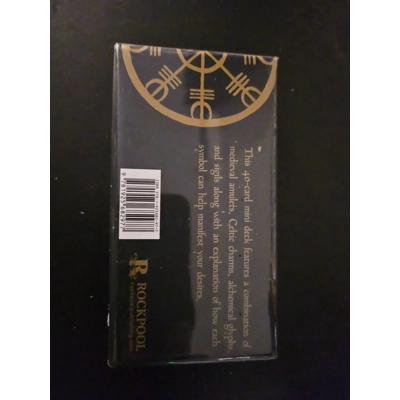 This 40-card mini deck features a combination of
medieval amulets, Celtic charms, alchemical glyphs,
and sigils along with an explanation of how each
symbol can help manifest your desires.
ROCKPOOL